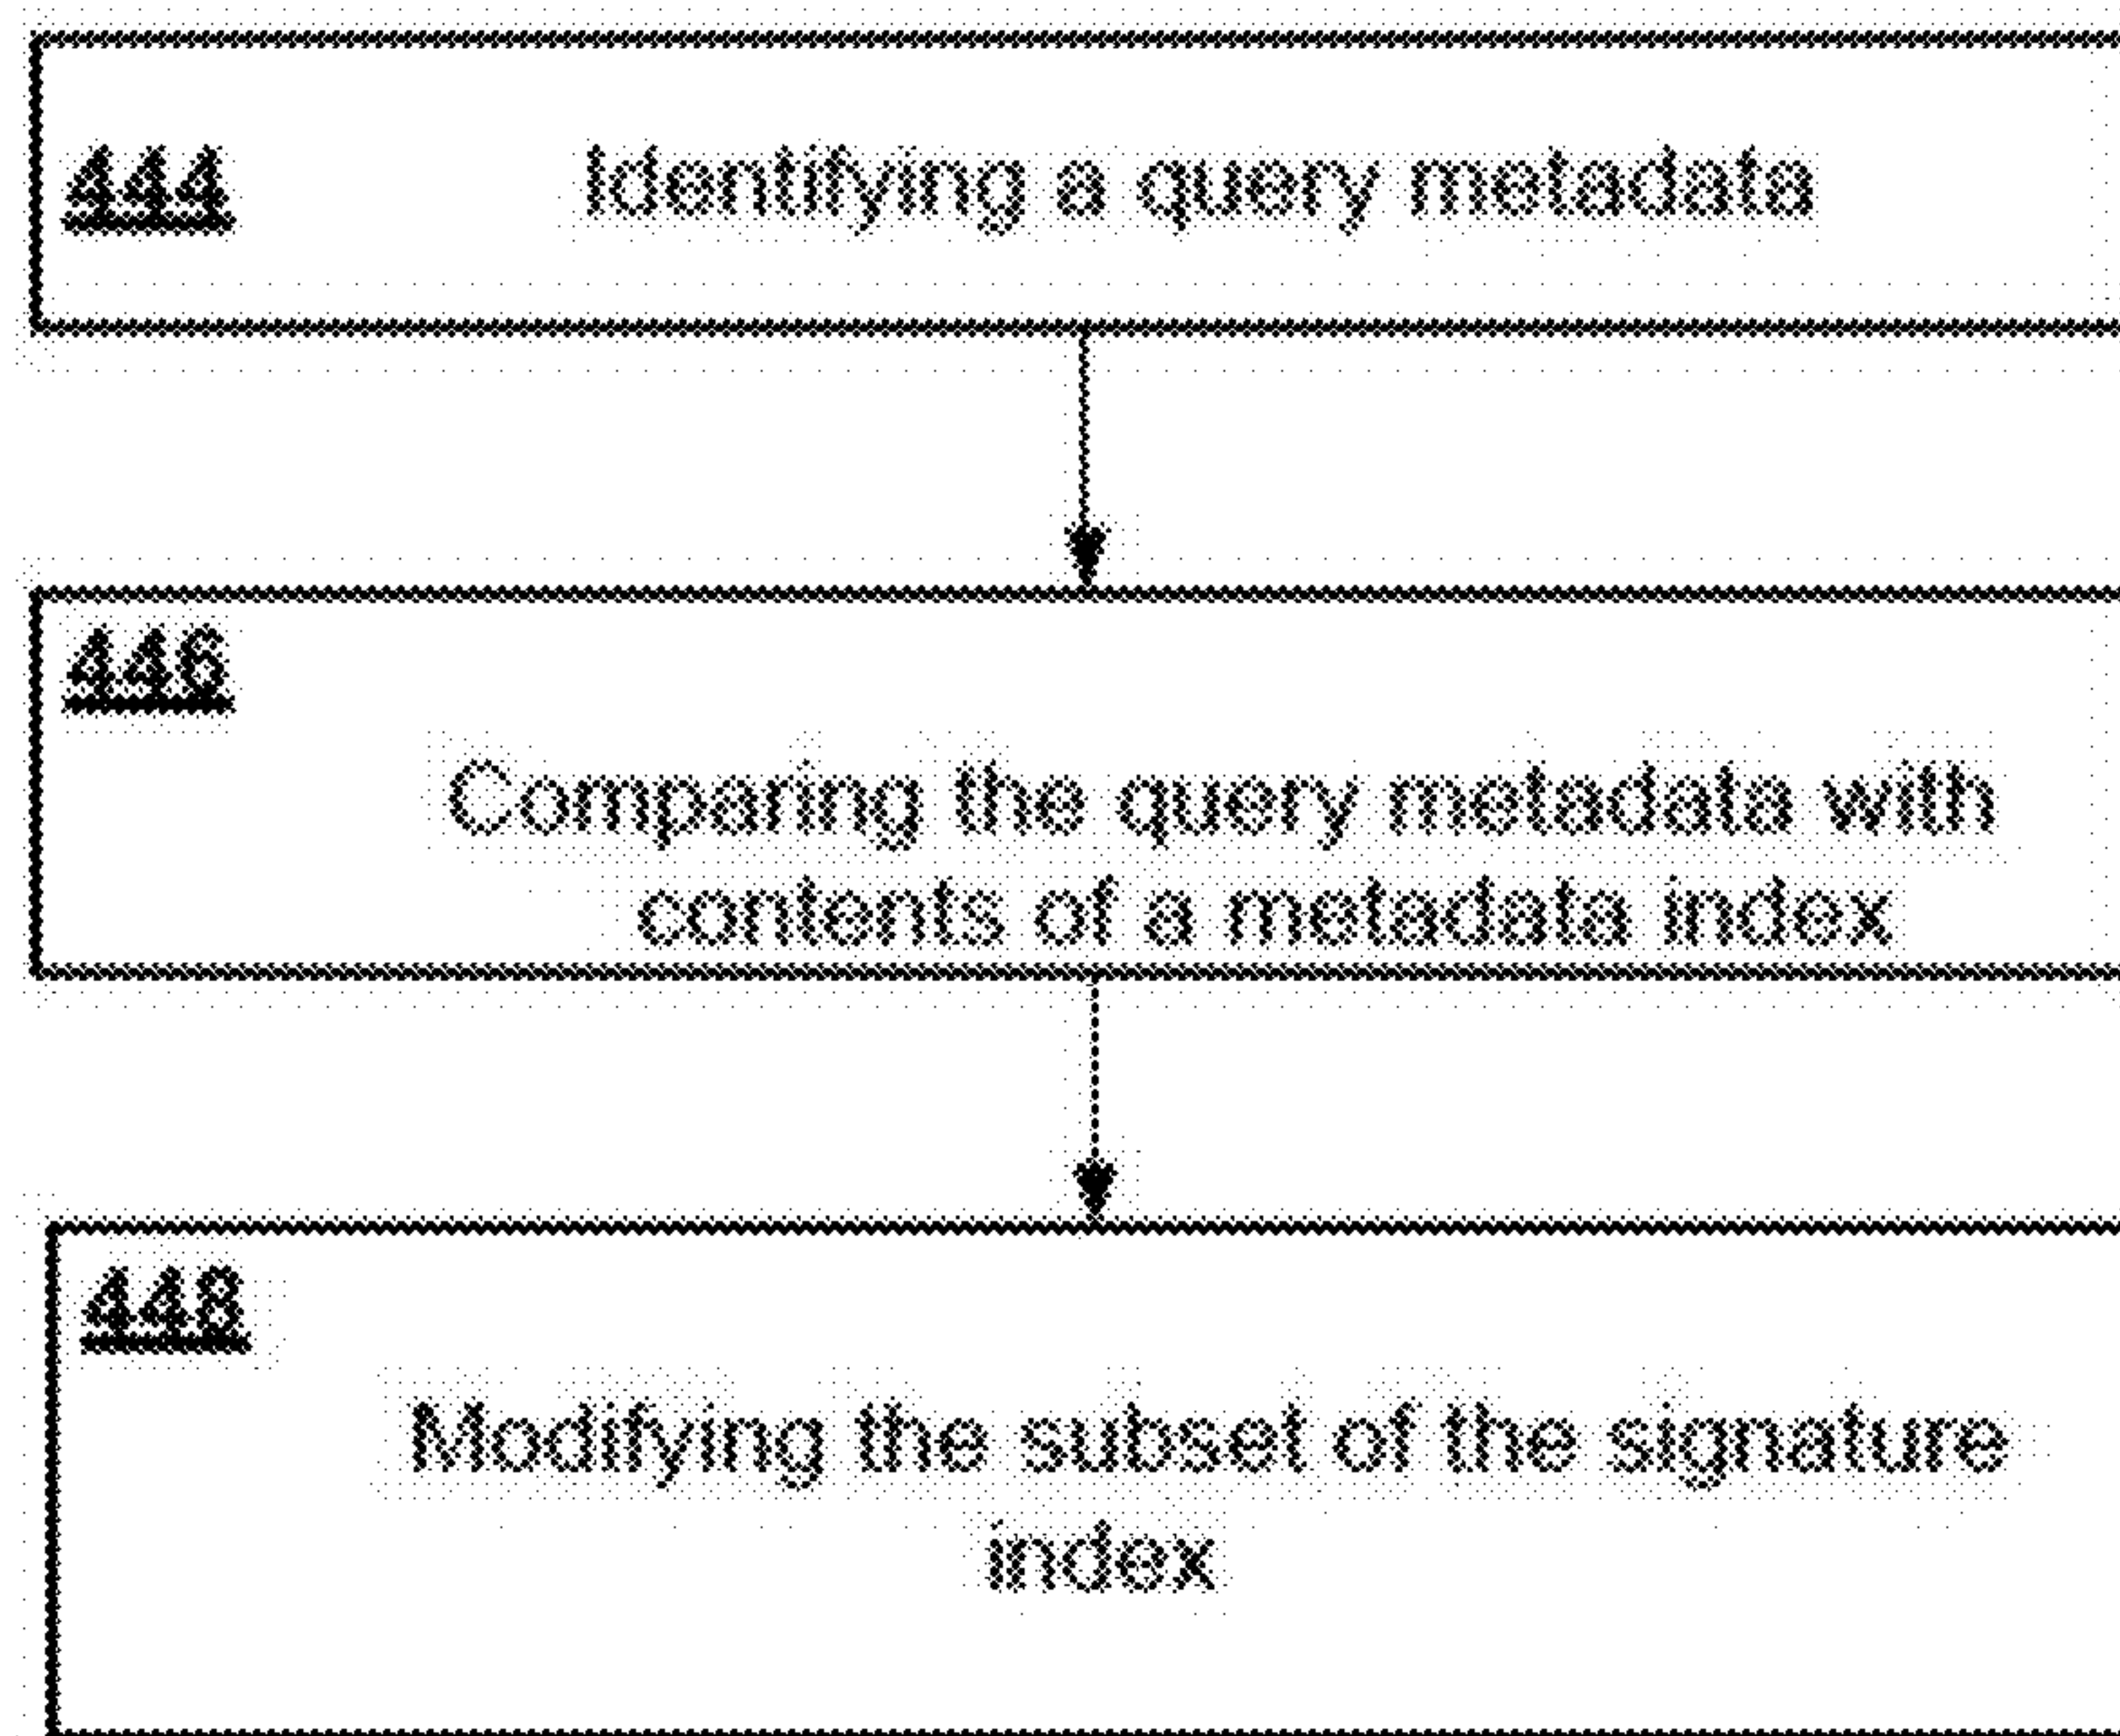 444
Identifying a query metadata
446
Comparing the query metadata with
contents of a metadata index
448
Modifying the subset of the signature
index